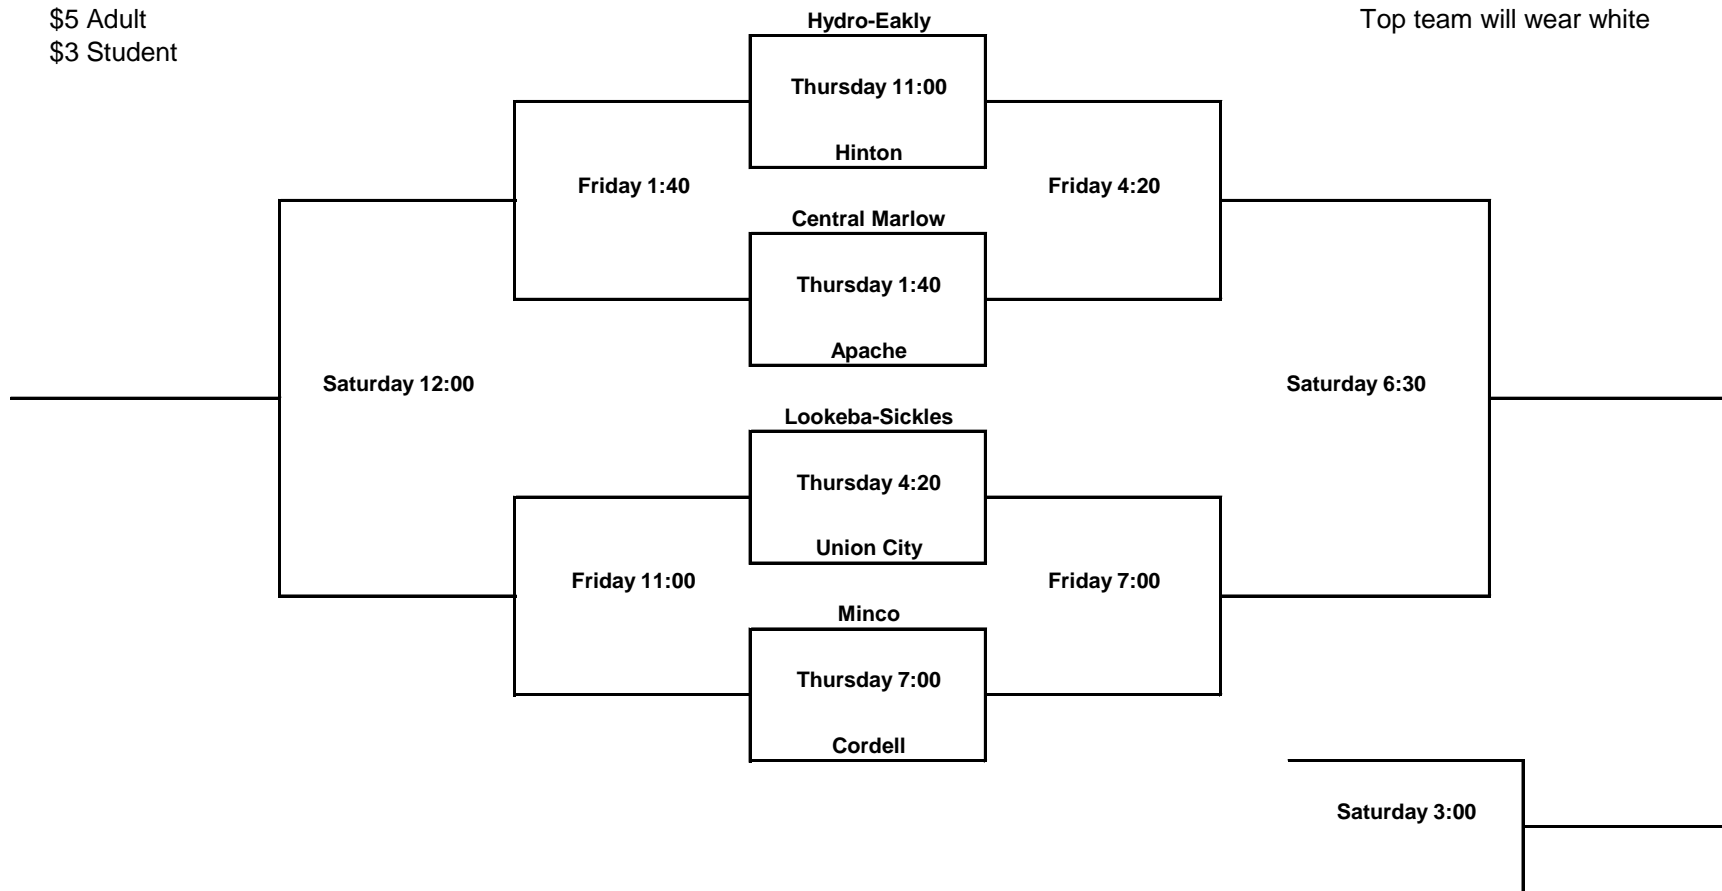 $5 Adult
$3 Student
Hydro-Eakly
Top team will wear white
Thursday 11:00
Hinton
Friday 1:40
Friday 4:20
Central Marlow
Thursday 1:40
Apache
Saturday 12:00
Saturday 6:30
Lookeba-Sickles
Thursday 4:20
Union City
Friday 11:00
Friday 7:00
Minco
Thursday 7:00
Cordell
Saturday 3:00